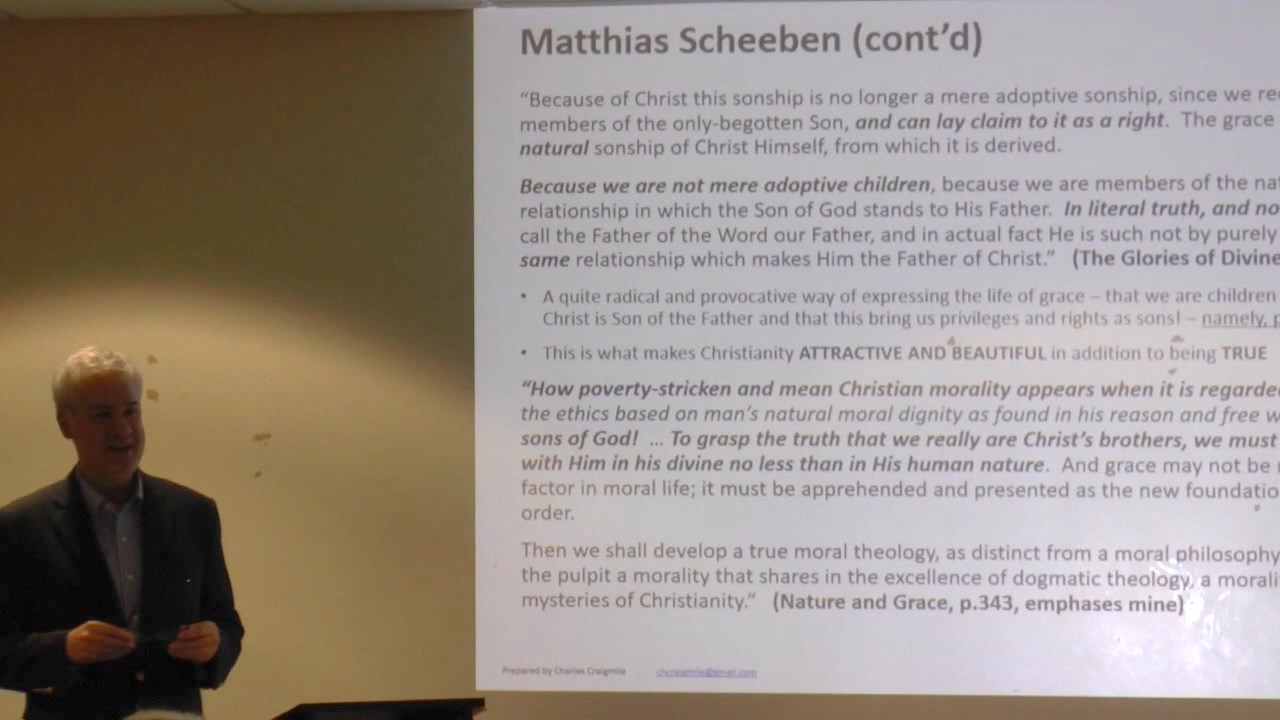 Matthias Scheeben (cont'd)
“Because of Christ this sonship is no longer a mere adoptive sonship, since we
members of the only-begotten Son, and can lay claim to it as a right. The grace
natural sonship of Christ Himself, from which it is derived.
Because we are not mere adoptive children, because we are members of the
relationship in which the Son of God stands to His Father. In literal truth, and
call the Father of the Word our Father, and in actual fact He is such not by purely
same relationship which makes Him the Father of Christ.” (The Glories of Divine
• A quite radical and provocative way of expressing the life of grace – that we are children
Christ is Son of the Father and that this bring us privileges and rights as sons! – namely,
• This is what makes Christianity ATTRACTIVE AND BEAUTIFUL in addition to being TRUE
“How poverty-stricken and mean Christian morality appears when it is
the ethics based on man's natural moral dignity as found in his reason and free
sons of God! ... To grasp the truth that we really are Christ's brothers, we must
with Him in his divine no less than in His human nature. And grace may not be
factor in moral life; it must be apprehended and presented as the new
order.
Then we shall develop a true moral theology, as distinct from a moral philosophy
the pulpit a morality that shares in the excellence of dogmatic theology, a
mysteries of Christianity.” (Nature and Grace, p.343, emphases mine)
Prepared by Charles Craigmile chcraigmile@gmail.com